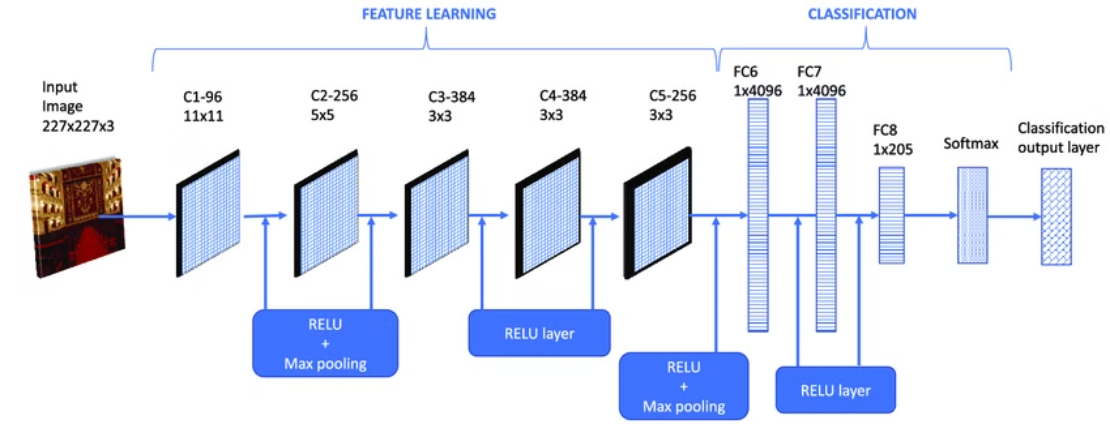 FEATURE LEARNING
CLASSIFICATION
Input
Image
227x227x3
C1-96
11x11
C2-256
5x5
C3-384
3x3
C4-384
3x3
C5-256
3x3
FC6
1x4096
FC7
1x4096
FC8
1x205
Softmax
Classification
output layer
RELU
+
Max pooling
RELU layer
RELU
+
Max pooling
RELU layer